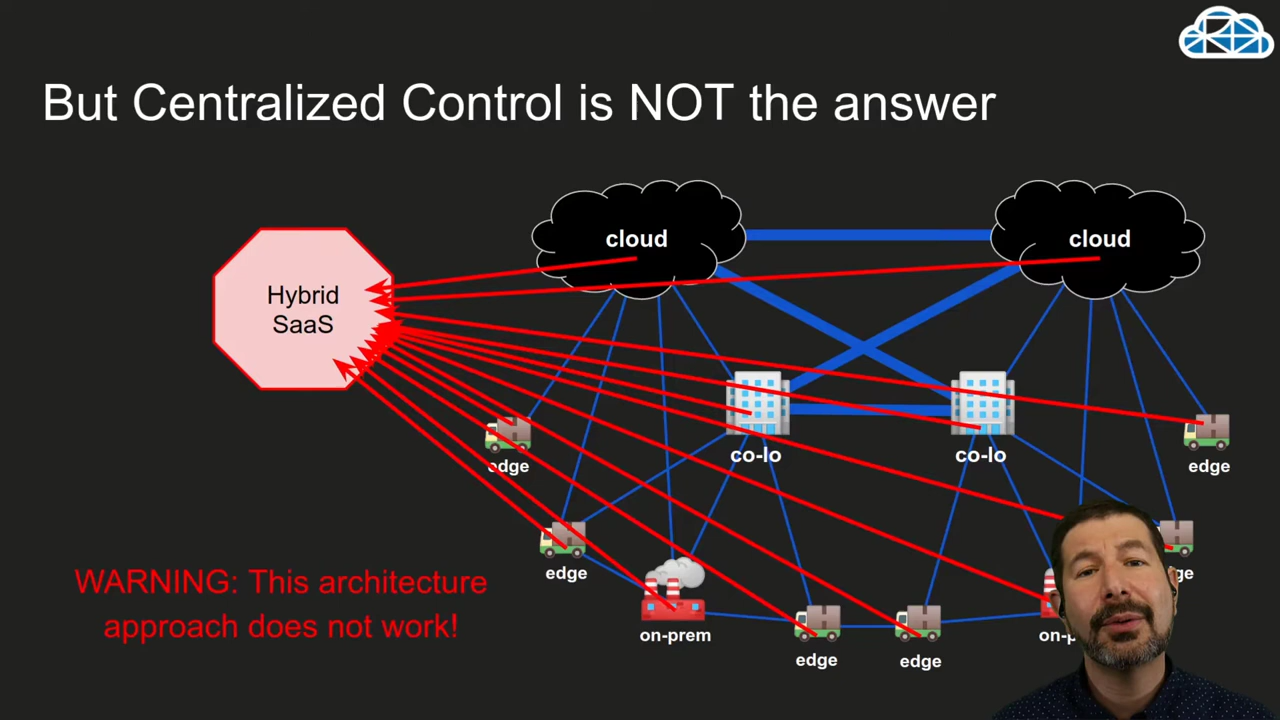 But Centralized Control is NOT the answer
cloud
cloud
Hybrid
SaaS
co-lo
co-lo
edge
edge
edge
WARNING: This architecture
approach does not work!
on-prem
edge
edge